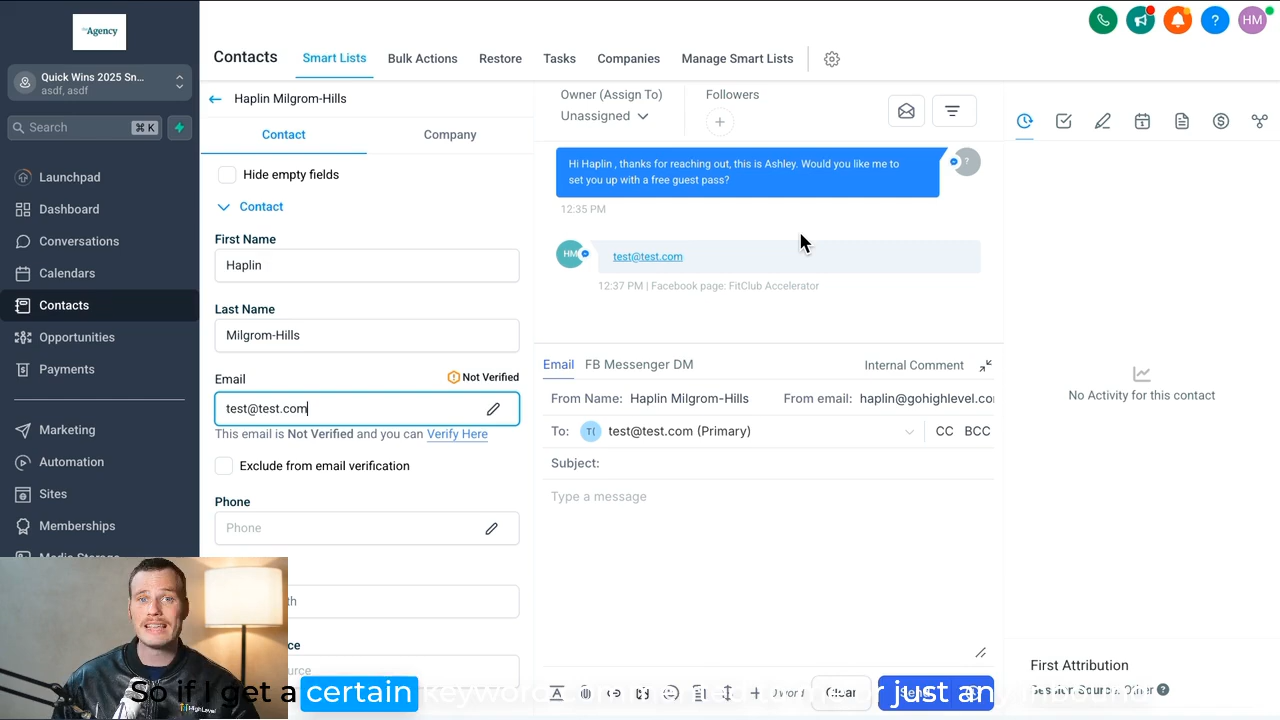 Agency
HM
Quick Wins 2025 Sn...
asdf, asdf
Search
⌘ K
Launchpad
Dashboard
Conversations
Calendars
Contacts
Opportunities
Payments
Marketing
Automation
Sites
Memberships
Contacts
Smart Lists
Bulk Actions
Restore
Tasks
Companies
Manage Smart Lists
Haplin Milgrom-Hills
Contact
Company
Hide empty fields
Contact
First Name
Haplin
Last Name
Milgrom-Hills
Email
Not Verified
test@test.com
This email is Not Verified and you can Verify Here
Exclude from email verification
Phone
Phone
Owner (Assign To)
Unassigned
Followers
Hi Haplin , thanks for reaching out, this is Ashley. Would you like me to
set you up with a free guest pass?
?
12:35 PM
HM
test@test.com
12:37 PM | Facebook page: FitClub Accelerator
Email
FB Messenger DM
Internal Comment
From Name: Haplin Milgrom-Hills
From email: haplin@gohighlevel.co
To:
T(
test@test.com (Primary)
CC
BCC
Subject:
Type a message
Clear
No Activity for this contact
First Attribution
HighLevel
So if I get a certain keyword
just